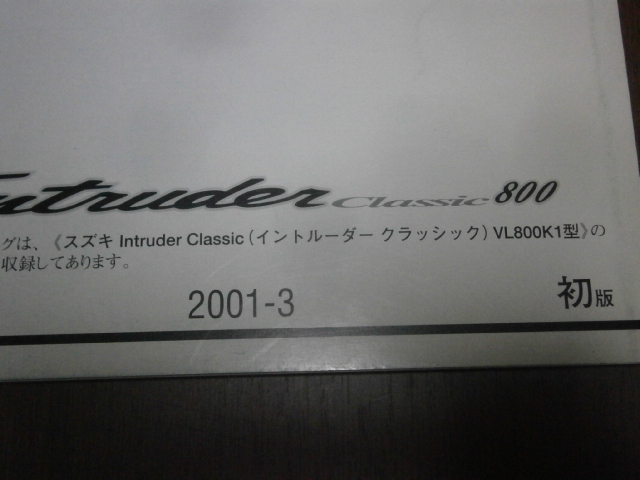 Intruder Classic 800
グは、《スズキ Intruder Classic（イントルーダー クラッシック）VL800K1型》の
収録してあります。
2001-3
初版